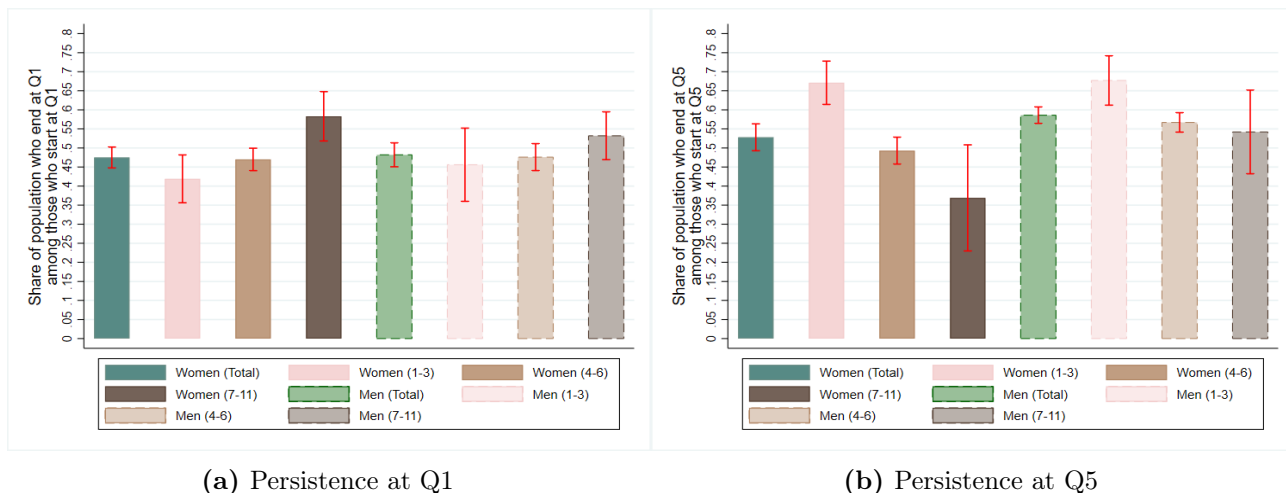 Share of population who end at Q1
among those who start at Q1
0 .05 .1 .15 .2 .25 .3 .35 .4 .45 .5 .55 .6 .65 .7 .75 .8
Women (Total) Women (1-3) Women (4-6)
Women (7-11) Men (Total) Men (1-3)
Men (4-6) Men (7-11)
(a) Persistence at Q1
Share of population who end at Q5
among those who start at Q5
0 .05 .1 .15 .2 .25 .3 .35 .4 .45 .5 .55 .6 .65 .7 .75 .8
Women (Total) Women (1-3) Women (4-6)
Women (7-11) Men (Total) Men (1-3)
Men (4-6) Men (7-11)
(b) Persistence at Q5